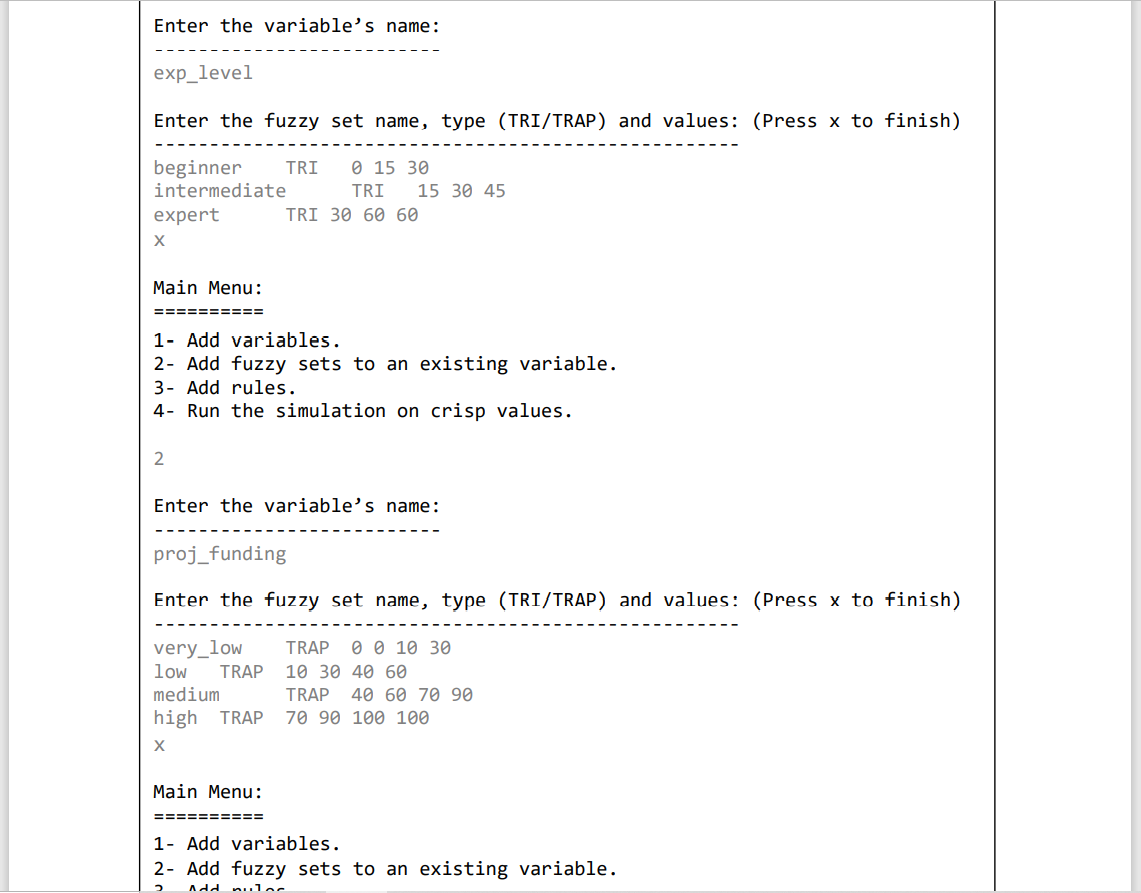 Enter the variable’s name:
--------------------------
exp_level
Enter the fuzzy set name, type (TRI/TRAP) and values: (Press x to finish)
-----------------------------------------------------
beginner    TRI   0 15 30
intermediate      TRI   15 30 45
expert      TRI 30 60 60
x
Main Menu:
==========
1- Add variables.
2- Add fuzzy sets to an existing variable.
3- Add rules.
4- Run the simulation on crisp values.
2
Enter the variable’s name:
--------------------------
proj_funding
Enter the fuzzy set name, type (TRI/TRAP) and values: (Press x to finish)
-----------------------------------------------------
very_low    TRAP  0 0 10 30
low   TRAP  10 30 40 60
medium      TRAP  40 60 70 90
high  TRAP  70 90 100 100
x
Main Menu:
==========
1- Add variables.
2- Add fuzzy sets to an existing variable.
3- Add rules.